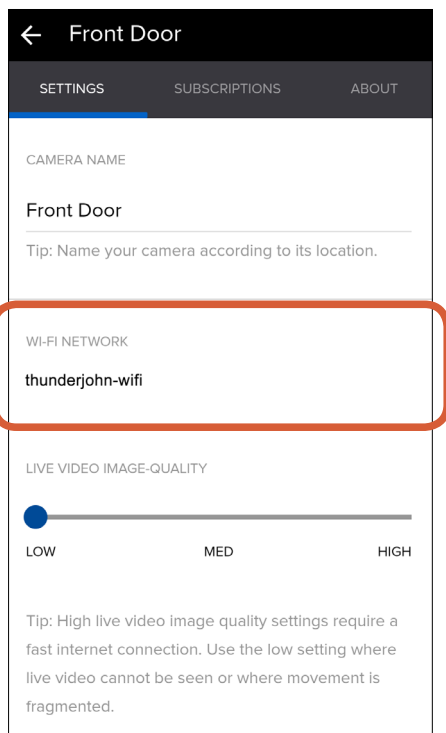 Front Door
SETTINGS SUBSCRIPTIONS ABOUT
CAMERA NAME
Front Door
Tip: Name your camera according to its location.
WI-FI NETWORK
thunderjohn-wifi
LIVE VIDEO IMAGE-QUALITY
LOW MED HIGH
Tip: High live video image quality settings require a
fast internet connection. Use the low setting where
live video cannot be seen or where movement is
fragmented.